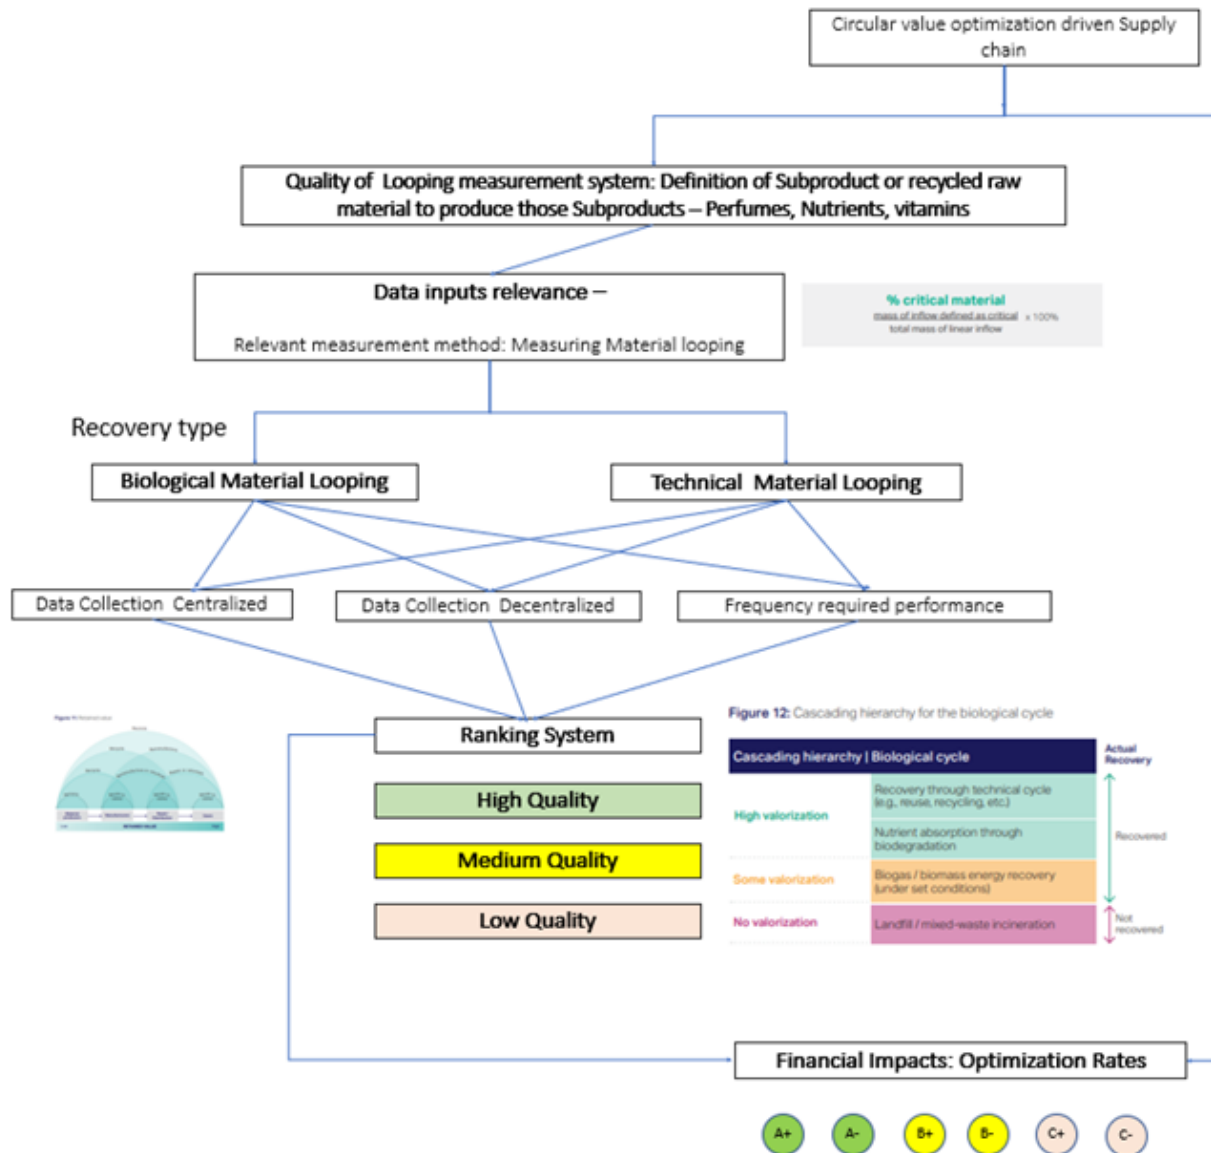 Circular value optimization driven Supply
chain
Quality of Looping measurement system: Definition of Subproduct or recycled raw
material to produce those Subproducts – Perfumes, Nutrients, vitamins
Data inputs relevance –
Relevant measurement method: Measuring Material looping
% critical material
mass of inflow defined as critical x 100%
total mass of linear inflow
Recovery type
Biological Material Looping
Technical Material Looping
Data Collection Centralized
Data Collection Decentralized
Frequency required performance
Ranking System
High Quality
Medium Quality
Low Quality
Figure 12: Cascading hierarchy for the biological cycle
Cascading hierarchy | Biological cycle
Actual
Recovery
High valorization
Recovery through technical cycle
(e.g., reuse, recycling, etc.)
Nutrient absorption through
biodegradation
Recovered
Some valorization
Biogas / biomass energy recovery
(under set conditions)
No valorization
Landfill / mixed-waste incineration
Not
recovered
Financial Impacts: Optimization Rates
A+
A-
B+
B-
C+
C-